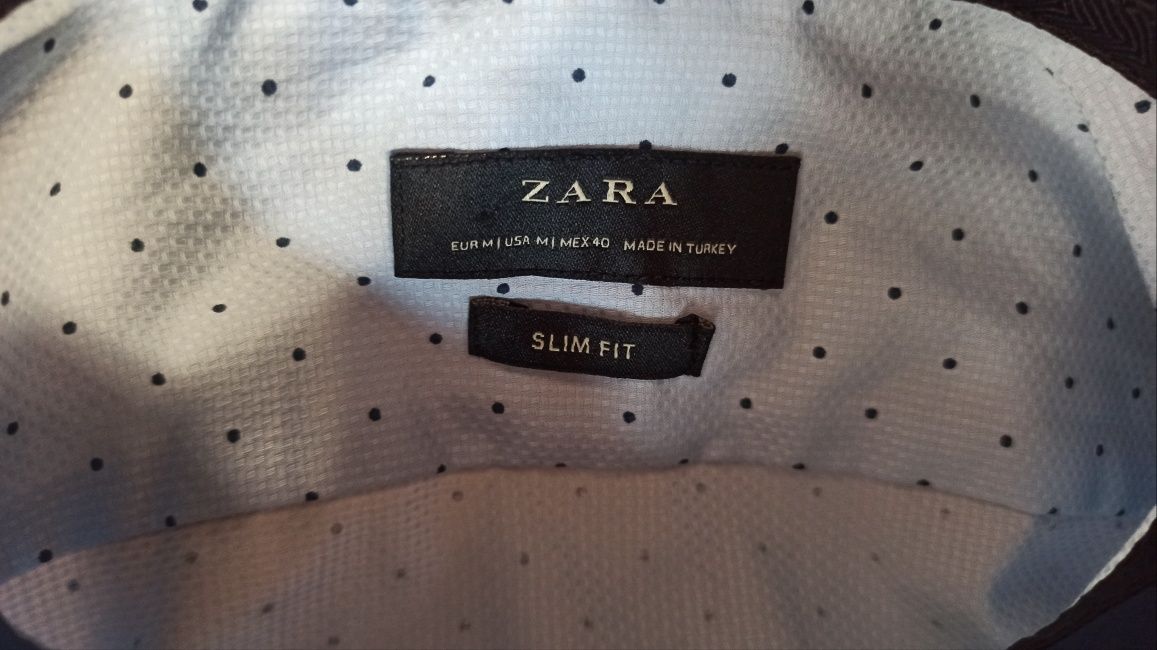 ZARA
EUR M | USA M | MEX 40 MADE IN TURKEY
SLIM FIT